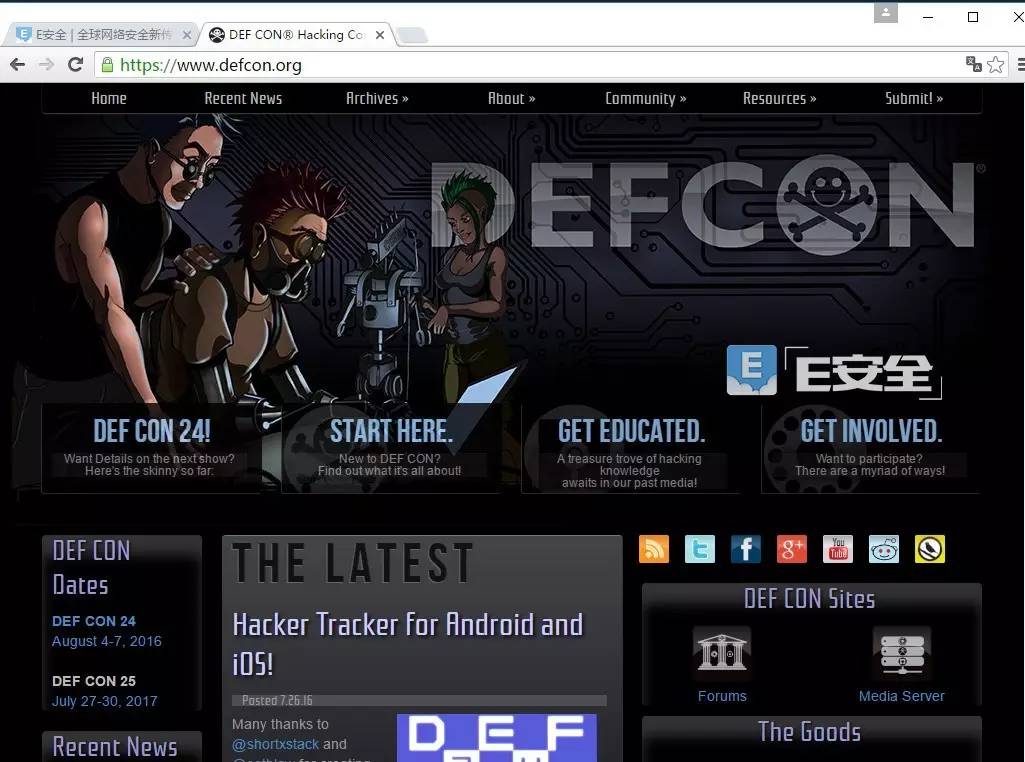 E安全 | 全球网络安全新传
DEF CON® Hacking Co
https://www.defcon.org
Home
Recent News
Archives »
About »
Community »
Resources »
Submit! »
DEFCON®
E E安全
DEF CON 24!
Want Details on the next show?
Here's the skinny so far:
START HERE.
New to DEF CON?
Find out what it's all about!
GET EDUCATED.
A treasure trove of hacking
knowledge
awaits in our past media!
GET INVOLVED.
Want to participate?
There are a myriad of ways!
DEF CON
Dates
DEF CON 24
August 4-7, 2016
DEF CON 25
July 27-30, 2017
Recent News
THE LATEST
Hacker Tracker for Android and
iOS!
Posted 7.26.16
Many thanks to
@shortxstack and
DEF
g+
You
Tube
DEF CON Sites
Forums
Media Server
The Goods